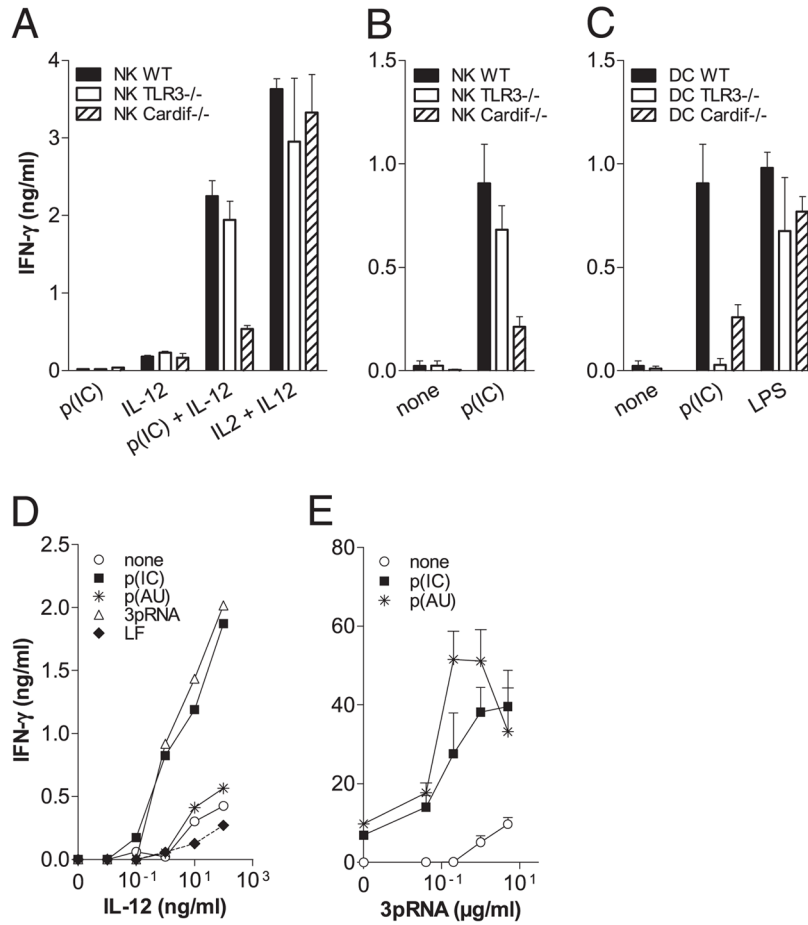 A
4
3
2
1
0
IFN-γ (ng/ml)
NK WT
NK TLR3-/-
NK Cardif-/-
p(IC)
IL-12
p(IC) + IL-12
IL2 + IL12
B
1.5
1.0
0.5
0.0
NK WT
NK TLR3-/-
NK Cardif-/-
none
p(IC)
C
1.5
1.0
0.5
0.0
DC WT
DC TLR3-/-
DC Cardif-/-
none
p(IC)
LPS
D
2.5
2.0
1.5
1.0
0.5
0.0
IFN-γ (ng/ml)
none
p(IC)
p(AU)
3pRNA
LF
0 10-1 101 103
IL-12 (ng/ml)
E
80
60
40
20
0
none
p(IC)
p(AU)
0 10-1 101
3pRNA (μg/ml)